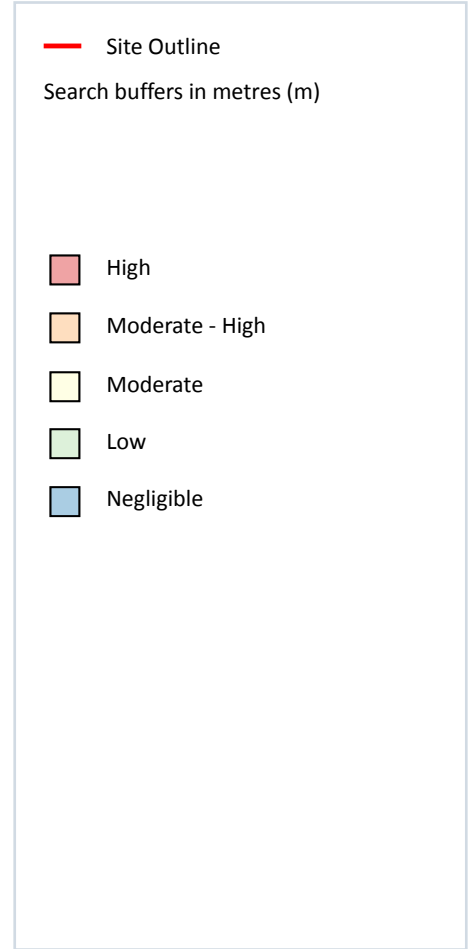 Site Outline
Search buffers in metres (m)
High
Moderate - High
Moderate
Low
Negligible